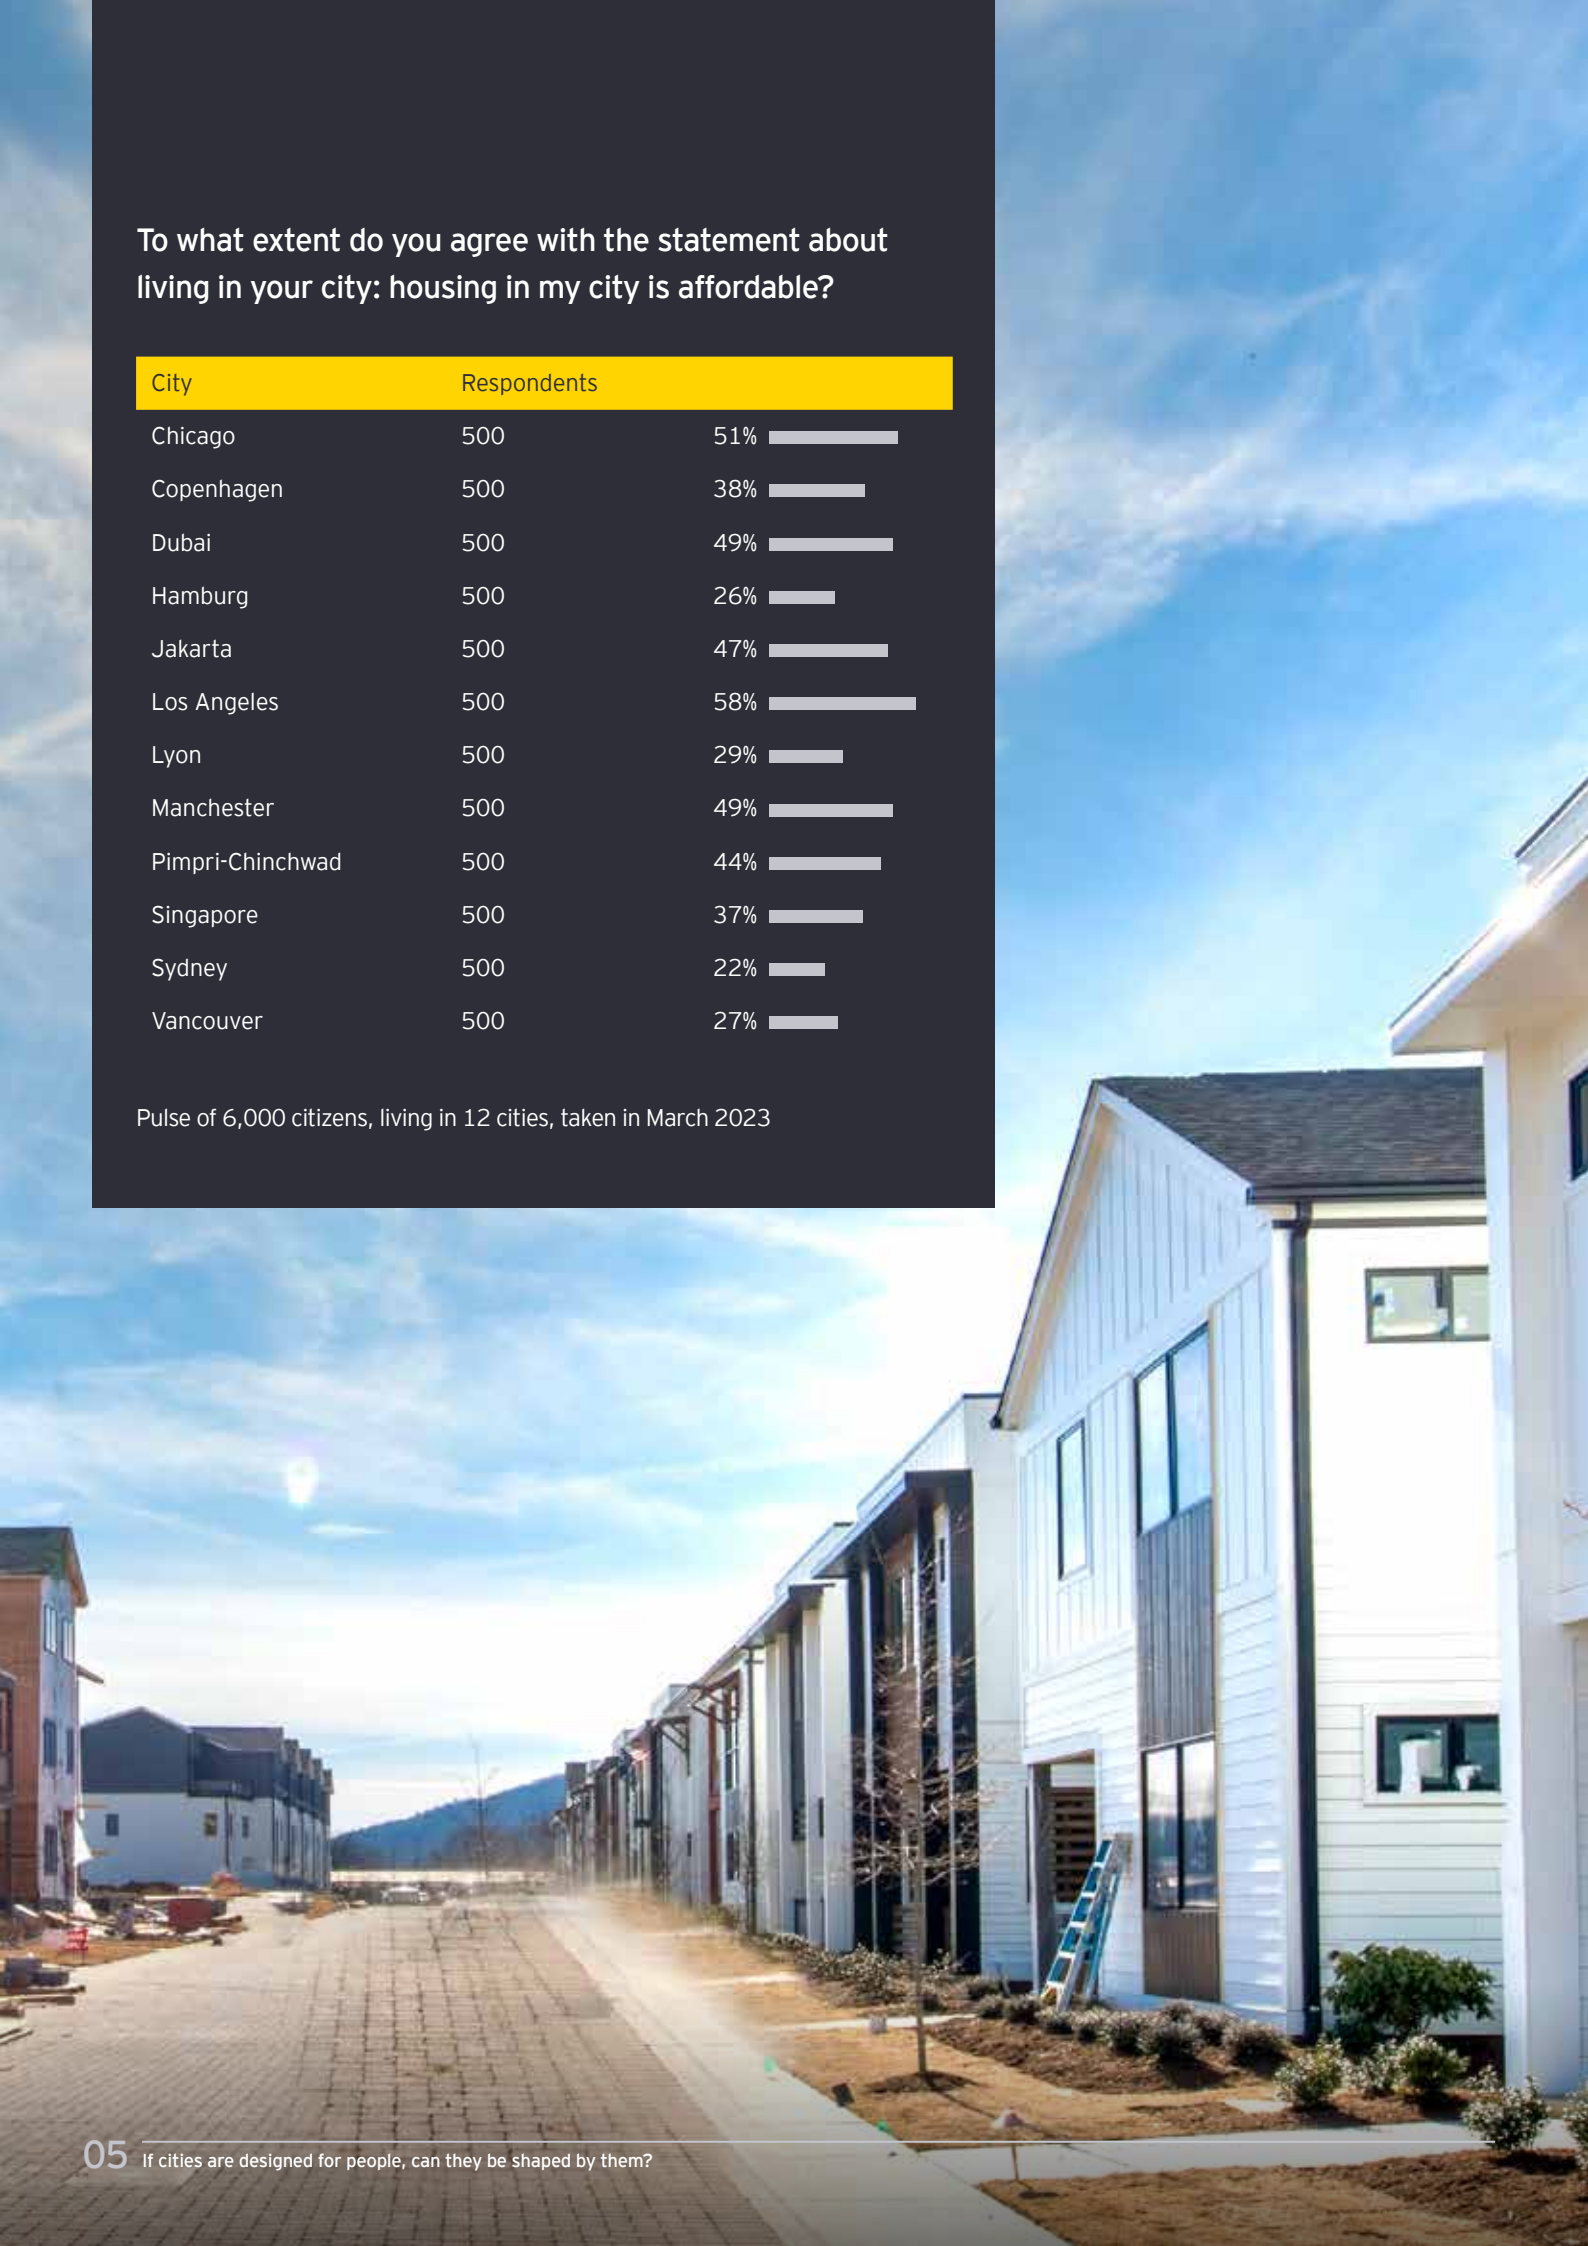 To what extent do you agree with the statement about
living in your city: housing in my city is affordable?
City Respondents
Chicago 500 51%
Copenhagen 500 38%
Dubai 500 49%
Hamburg 500 26%
Jakarta 500 47%
Los Angeles 500 58%
Lyon 500 29%
Manchester 500 49%
Pimpri-Chinchwad 500 44%
Singapore 500 37%
Sydney 500 22%
Vancouver 500 27%
Pulse of 6,000 citizens, living in 12 cities, taken in March 2023
05 If cities are designed for people, can they be shaped by them?